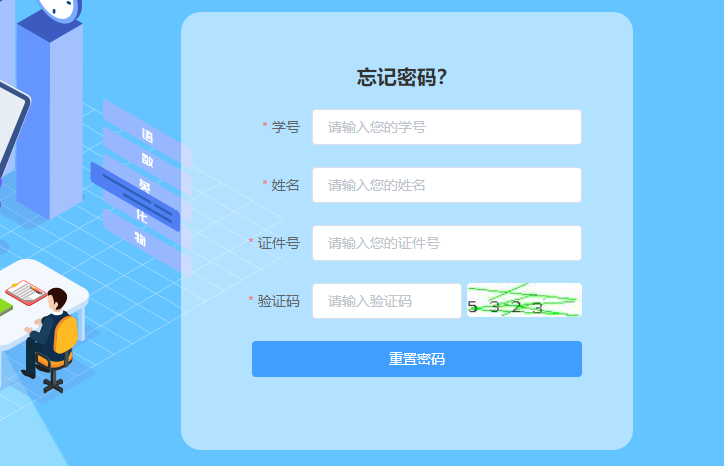 忘记密码?
* 学号 请输入您的学号
* 姓名 请输入您的姓名
* 证件号 请输入您的证件号
* 验证码 请输入验证码 5 3 2 3
重置密码
语
数
英
化
物